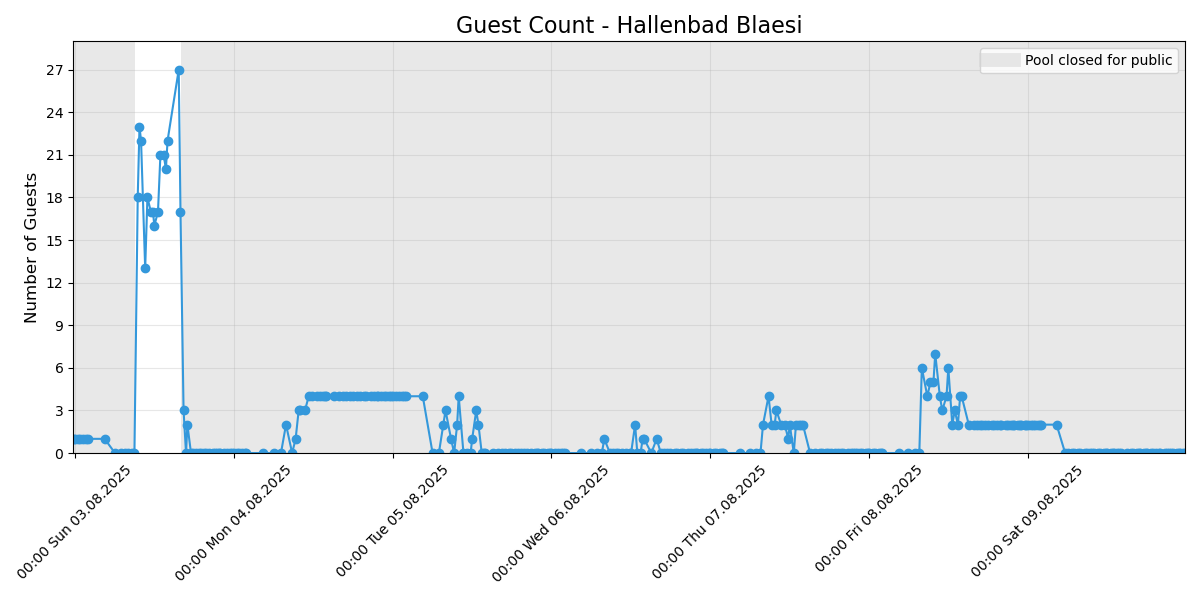 Guest Count - Hallenbad Blaesi
Pool closed for public
Number of Guests
27
24
21
18
15
12
9
6
3
0
00:00 Sun 03.08.2025
00:00 Mon 04.08.2025
00:00 Tue 05.08.2025
00:00 Wed 06.08.2025
00:00 Thu 07.08.2025
00:00 Fri 08.08.2025
00:00 Sat 09.08.2025